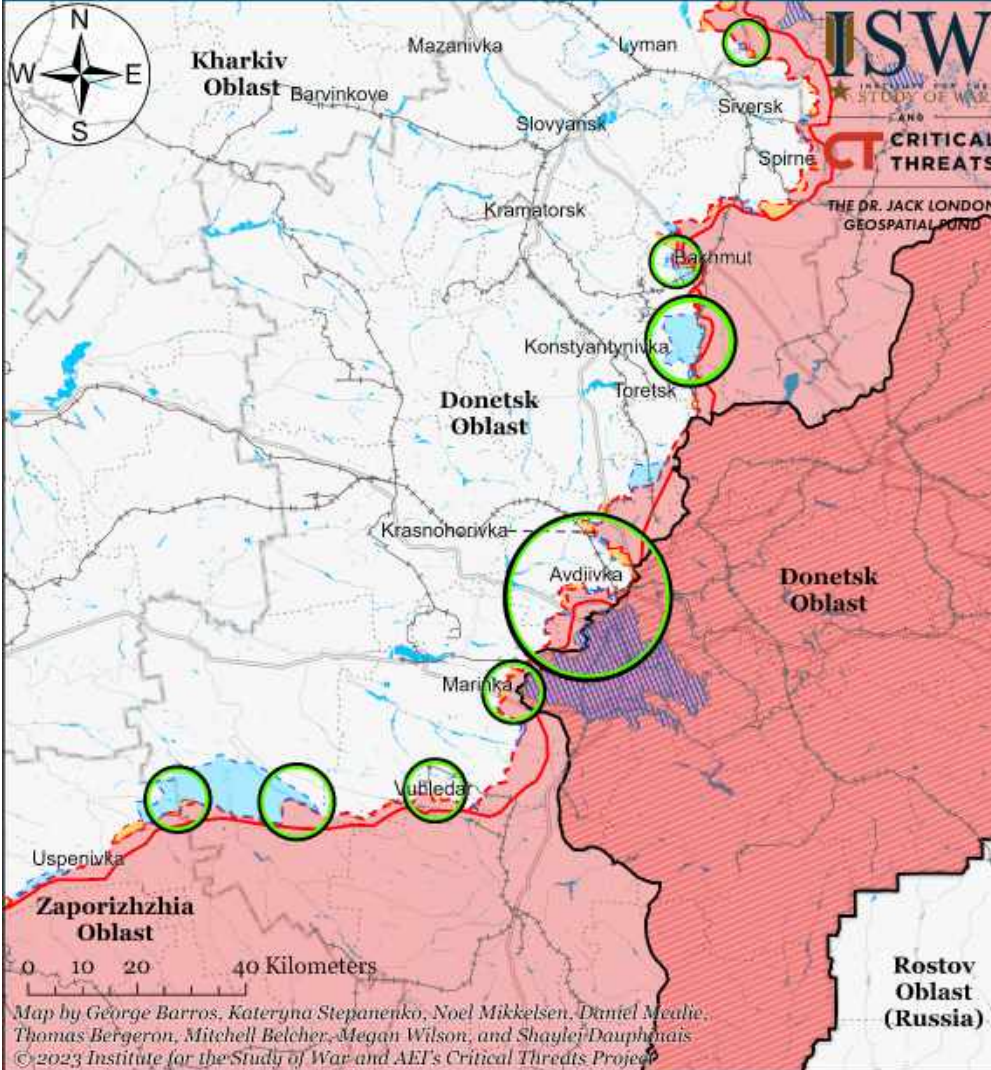 N
W E
S
Kharkiv
Oblast
Mazanivka
Lyman
ISW
INSTITUTE FOR THE
STUDY OF WAR
AND
CT CRITICAL
THREATS
THE DR. JACK LONDON
GEOSPATIAL FUND
Barvinkove
Siversk
Slovyansk
Spirne
Kramatorsk
Bakhmut
Konstyantynivka
Toretsk
Donetsk
Oblast
Krasnohorivka
Avdiivka
Donetsk
Oblast
Marinka
Vuhledar
Uspenivka
Zaporizhzhia
Oblast
0 10 20 40 Kilometers
Rostov
Oblast
(Russia)
Map by George Barros, Kateryna Stepanenko, Noel Mikkelsen, Daniel Mealie,
Thomas Bergeron, Mitchell Belcher, Megan Wilson, and Shaylej Dauphinais
© 2023 Institute for the Study of War and AEI's Critical Threats Project